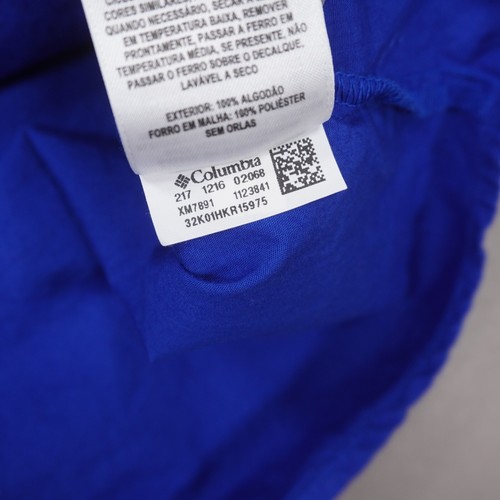 CORES SIMILARES.
QUANDO NECESSÁRIO, SECAR A
EM TEMPERATURA BAIXA, REMOVER
PRONTAMENTE, PASSAR O FERRO EM
TEMPERATURA MÉDIA, SE PRESENTE, NÃO
PASSAR O FERRO SOBRE O DECALQUE,
LAVÁVEL A SECO
EXTERIOR: 100% ALGODÃO
FORRO EM MALHA: 100% POLIÉSTER
SEM ORLAS
Columbia
217 1216 02068
XM7891 1123841
32K01HKR15975